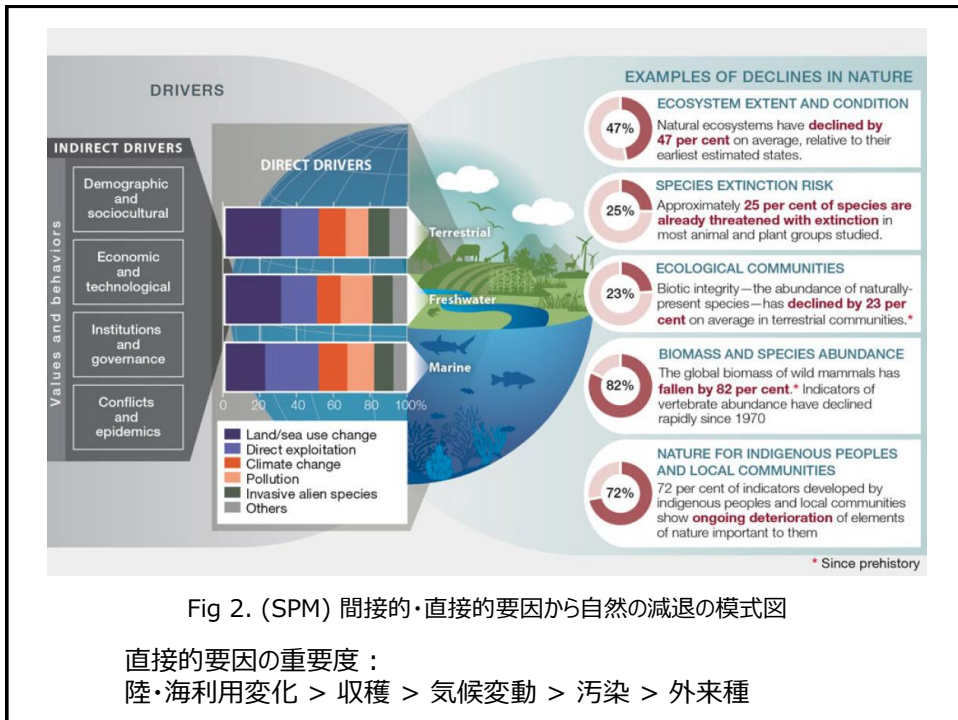 DRIVERS
INDIRECT DRIVERS
Values and behaviors
Demographic
and
sociocultural
Economic
and
technological
Institutions
and
governance
Conflicts
and
epidemics
DIRECT DRIVERS
Terrestrial
Freshwater
Marine
0 20 40 60 80 100%
Land/sea use change
Direct exploitation
Climate change
Pollution
Invasive alien species
Others
EXAMPLES OF DECLINES IN NATURE
47%
ECOSYSTEM EXTENT AND CONDITION
Natural ecosystems have declined by
47 per cent on average, relative to their
earliest estimated states.
25%
SPECIES EXTINCTION RISK
Approximately 25 per cent of species are
already threatened with extinction in
most animal and plant groups studied.
23%
ECOLOGICAL COMMUNITIES
Biotic integrity—the abundance of naturally-
present species—has declined by 23 per
cent on average in terrestrial communities.*
82%
BIOMASS AND SPECIES ABUNDANCE
The global biomass of wild mammals has
fallen by 82 per cent.* Indicators of
vertebrate abundance have declined
rapidly since 1970
72%
NATURE FOR INDIGENOUS PEOPLES
AND LOCAL COMMUNITIES
72 per cent of indicators developed by
indigenous peoples and local communities
show ongoing deterioration of elements
of nature important to them
* Since prehistory
Fig 2. (SPM) 間接的・直接的要因から自然の減退の模式図
直接的要因の重要度：
陸・海利用変化 > 収穫 > 気候変動 > 汚染 > 外来種